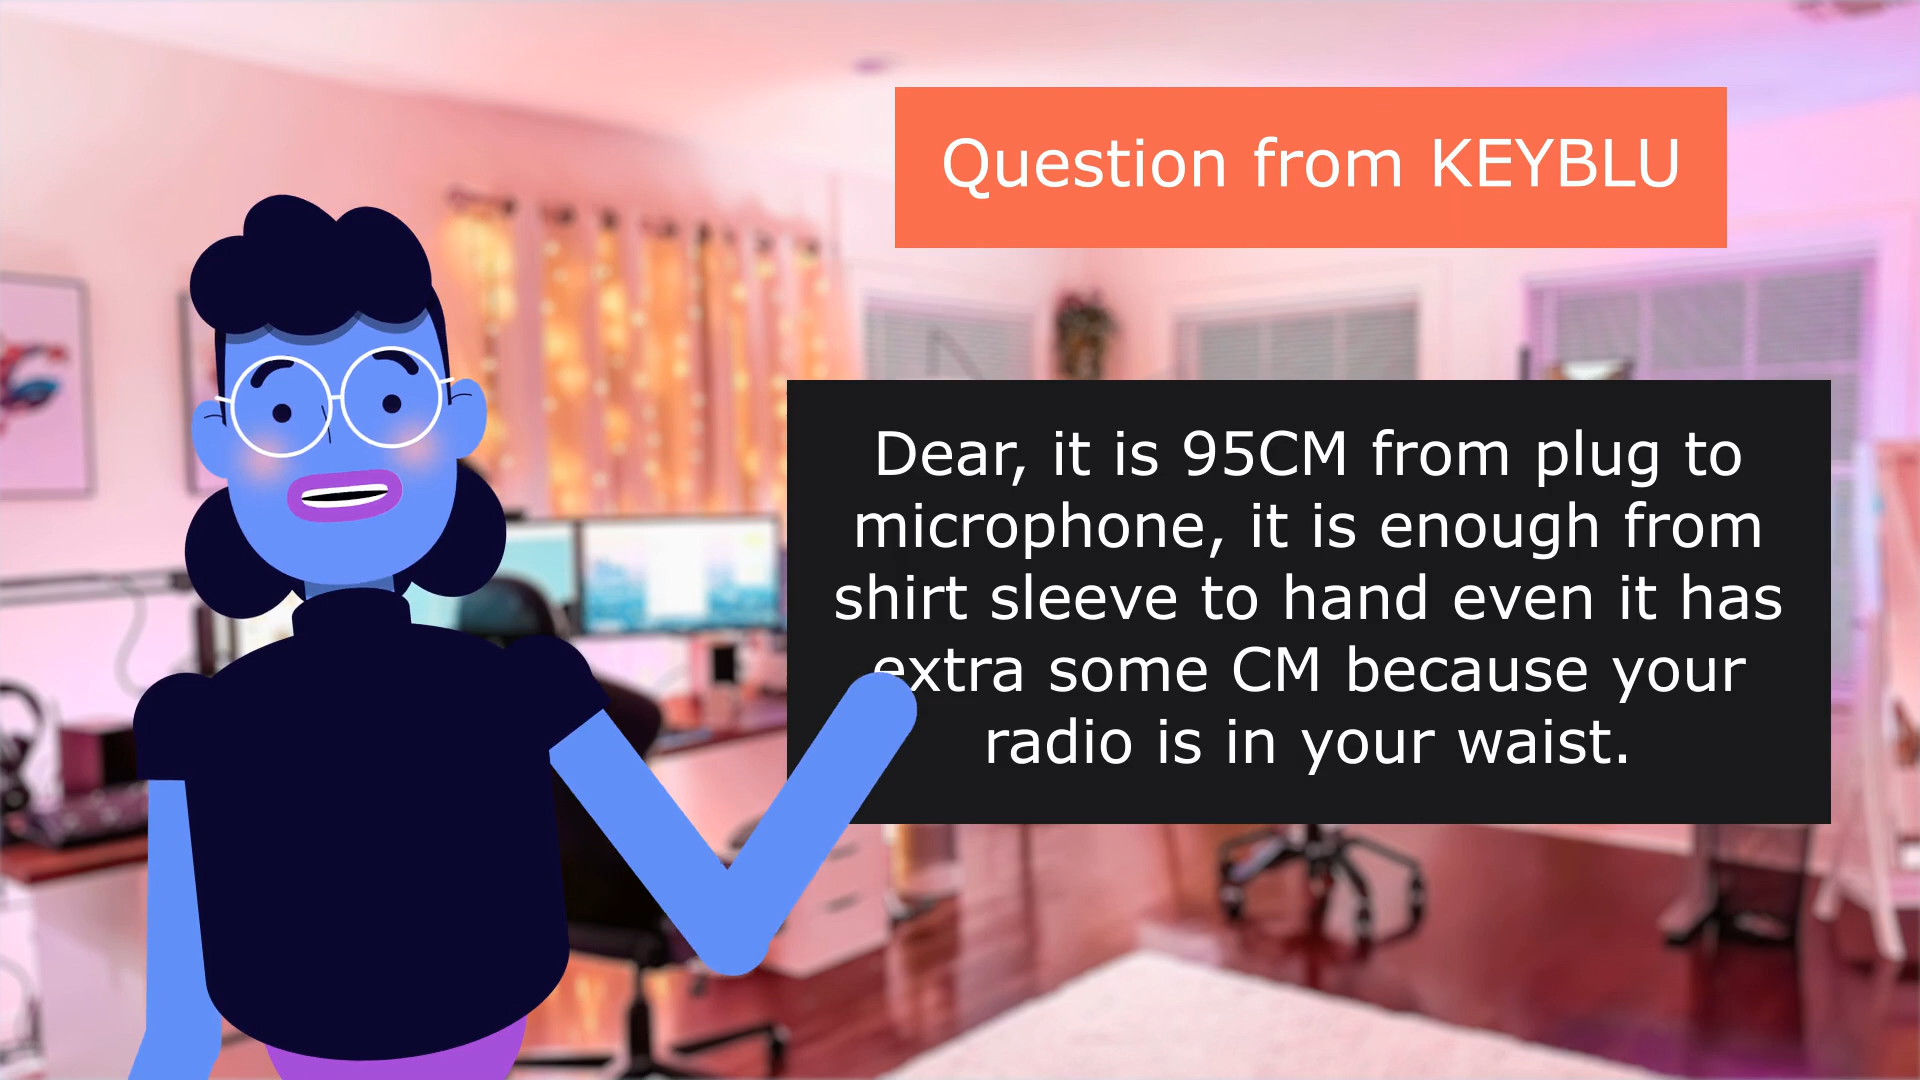 Question from KEYBLU
Dear, it is 95CM from plug to
microphone, it is enough from
shirt sleeve to hand even it has
extra some CM because your
radio is in your waist.